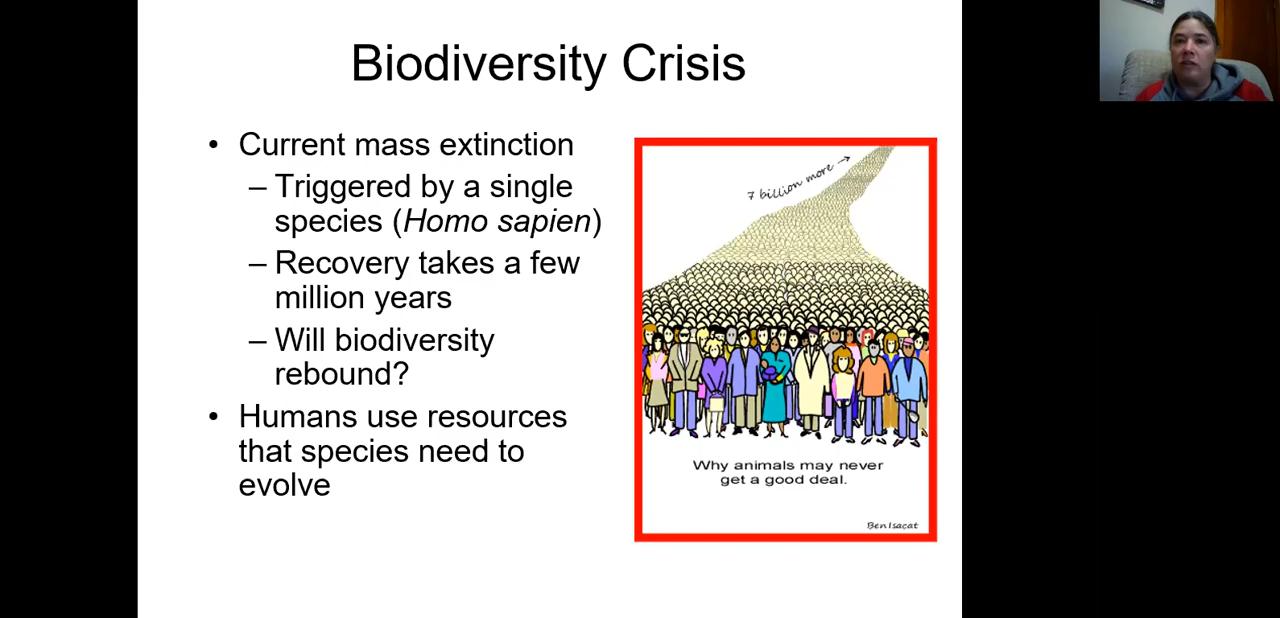 Biodiversity Crisis
• Current mass extinction
– Triggered by a single
species (Homo sapien)
– Recovery takes a few
million years
– Will biodiversity
rebound?
• Humans use resources
that species need to
evolve
7 billion more →
Why animals may never
get a good deal.
Ben Isacat